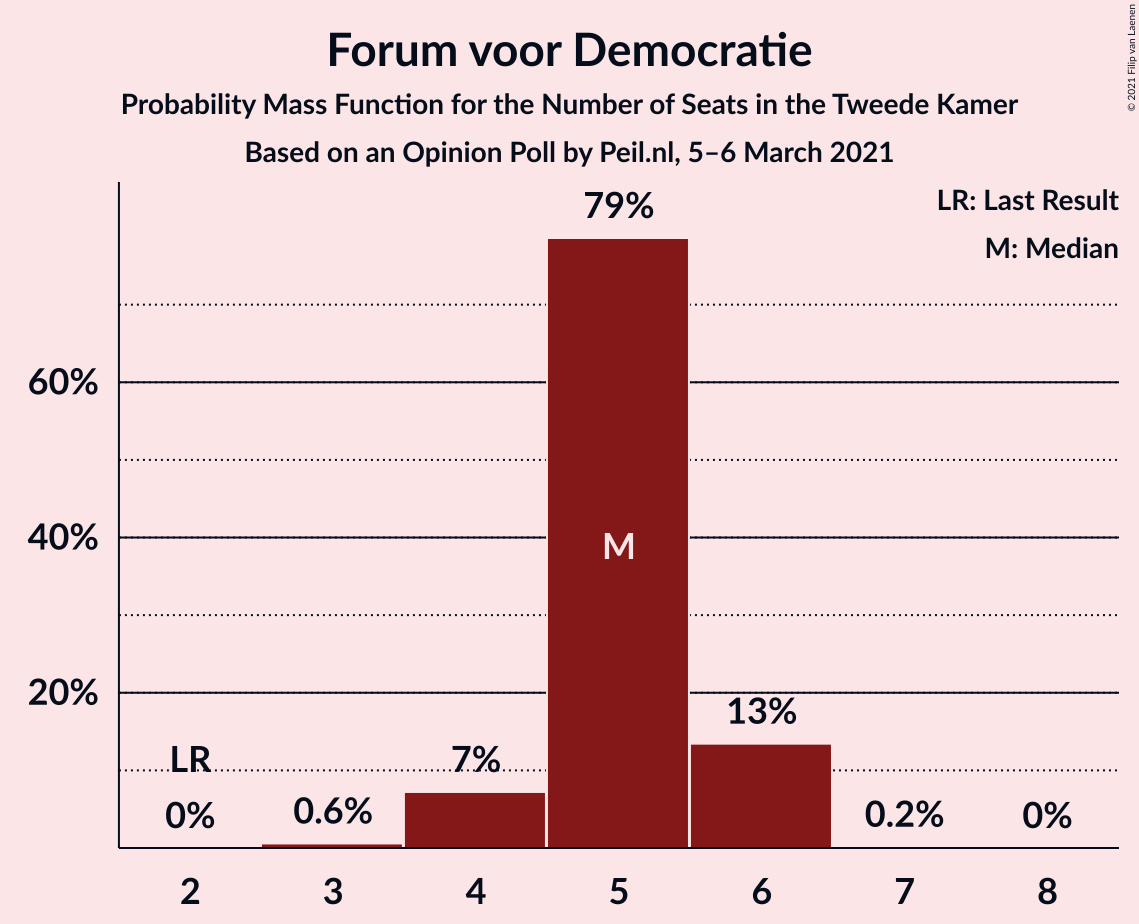 Forum voor Democratie
Probability Mass Function for the Number of Seats in the Tweede Kamer
Based on an Opinion Poll by Peil.nl, 5–6 March 2021
© 2021 Filip van Laenen
LR: Last Result
M: Median
79%
60%
40%
M
20%
13%
LR
7%
0%
0.6%
0.2%
0%
2 3 4 5 6 7 8